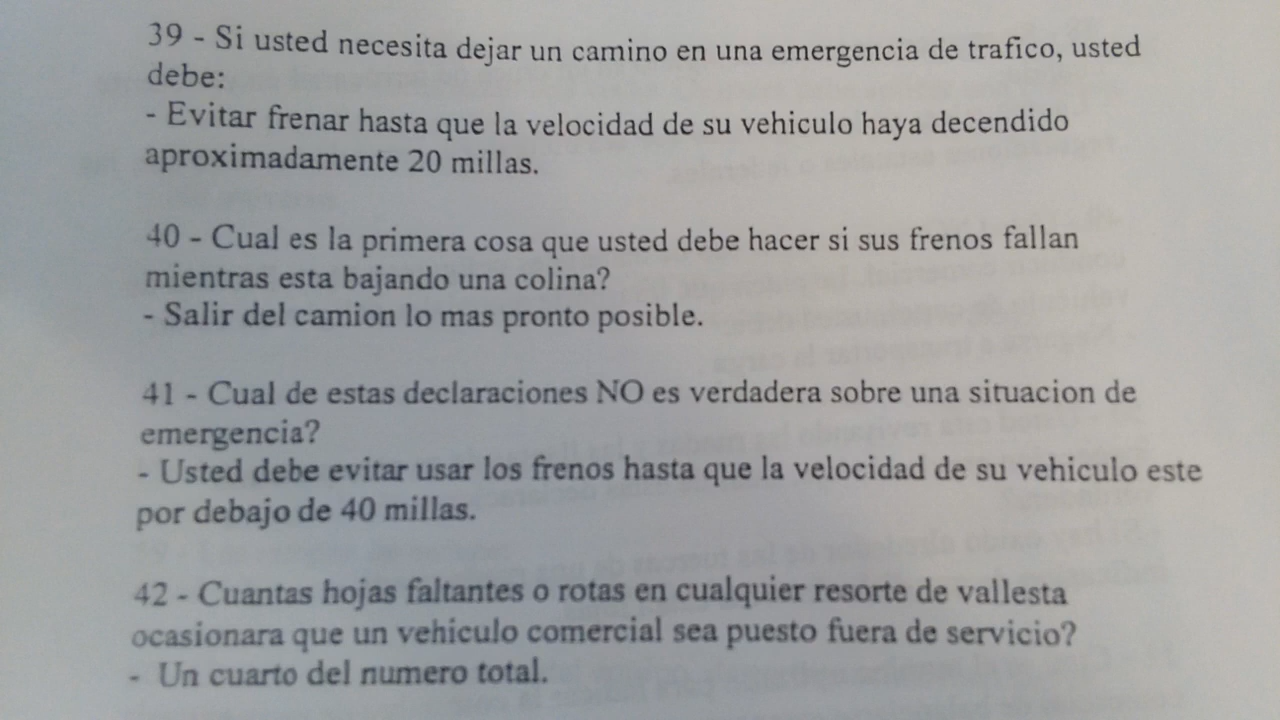 39 - Si usted necesita dejar un camino en una emergencia de trafico, usted
debe:
- Evitar frenar hasta que la velocidad de su vehiculo haya decendido
aproximadamente 20 millas.
40 - Cual es la primera cosa que usted debe hacer si sus frenos fallan
mientras esta bajando una colina?
- Salir del camion lo mas pronto posible.
41 - Cual de estas declaraciones NO es verdadera sobre una situacion de
emergencia?
- Usted debe evitar usar los frenos hasta que la velocidad de su vehiculo este
por debajo de 40 millas.
42 - Cuantas hojas faltantes o rotas en cualquier resorte de vallesta
ocasionara que un vehiculo comercial sea puesto fuera de servicio?
- Un cuarto del numero total.